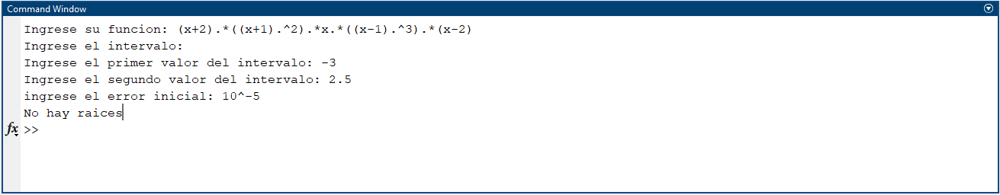 Command Window
Ingrese su funcion: (x+2).*((x+1).^2).*x.*((x-1).^3).*(x-2)
Ingrese el intervalo:
Ingrese el primer valor del intervalo: -3
Ingrese el segundo valor del intervalo: 2.5
ingrese el error inicial: 10^-5
No hay raices
fx >>